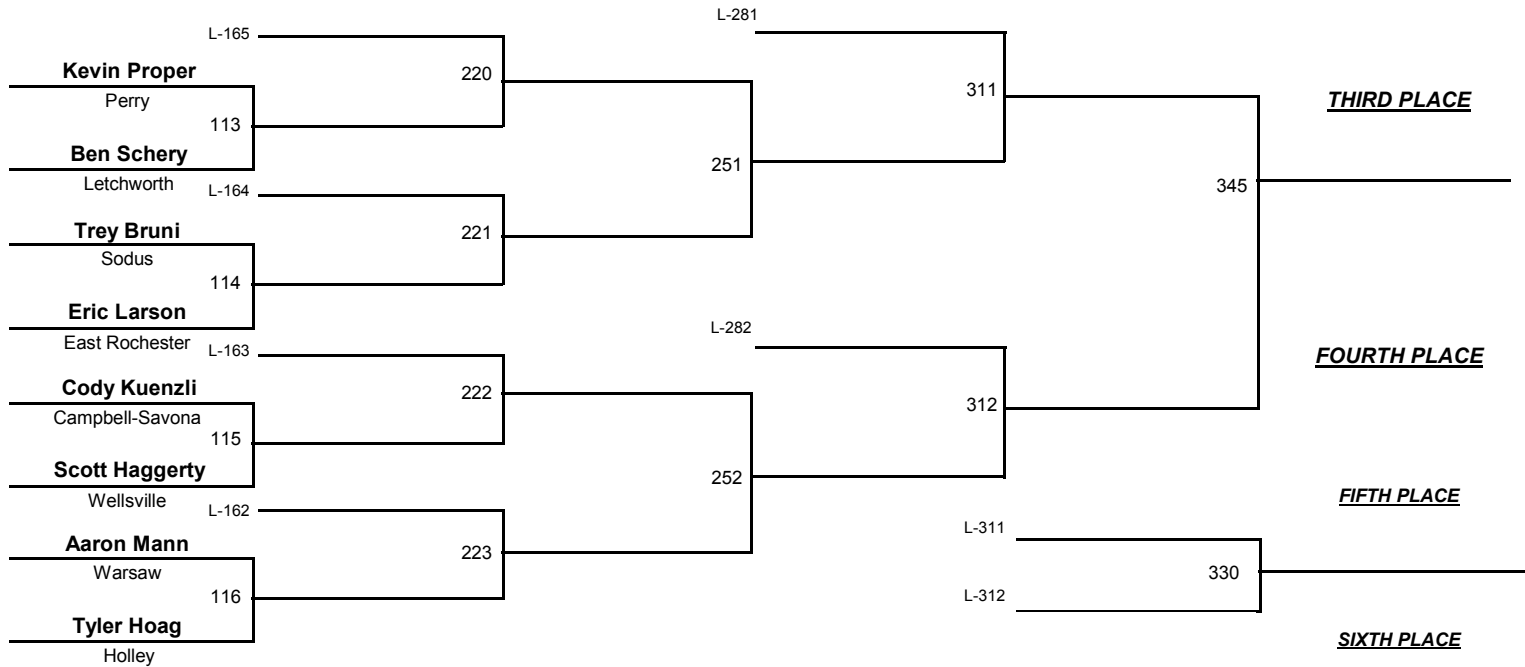 L-281
L-165
Kevin Proper
220
311
Perry
THIRD PLACE
113
Ben Schery
251
Letchworth
L-164
345
Trey Bruni
221
Sodus
114
Eric Larson
L-282
East Rochester
L-163
FOURTH PLACE
Cody Kuenzli
222
312
Campbell-Savona
115
Scott Haggerty
252
Wellsville
FIFTH PLACE
L-162
L-311
Aaron Mann
223
Warsaw
330
116
L-312
Tyler Hoag
SIXTH PLACE
Holley